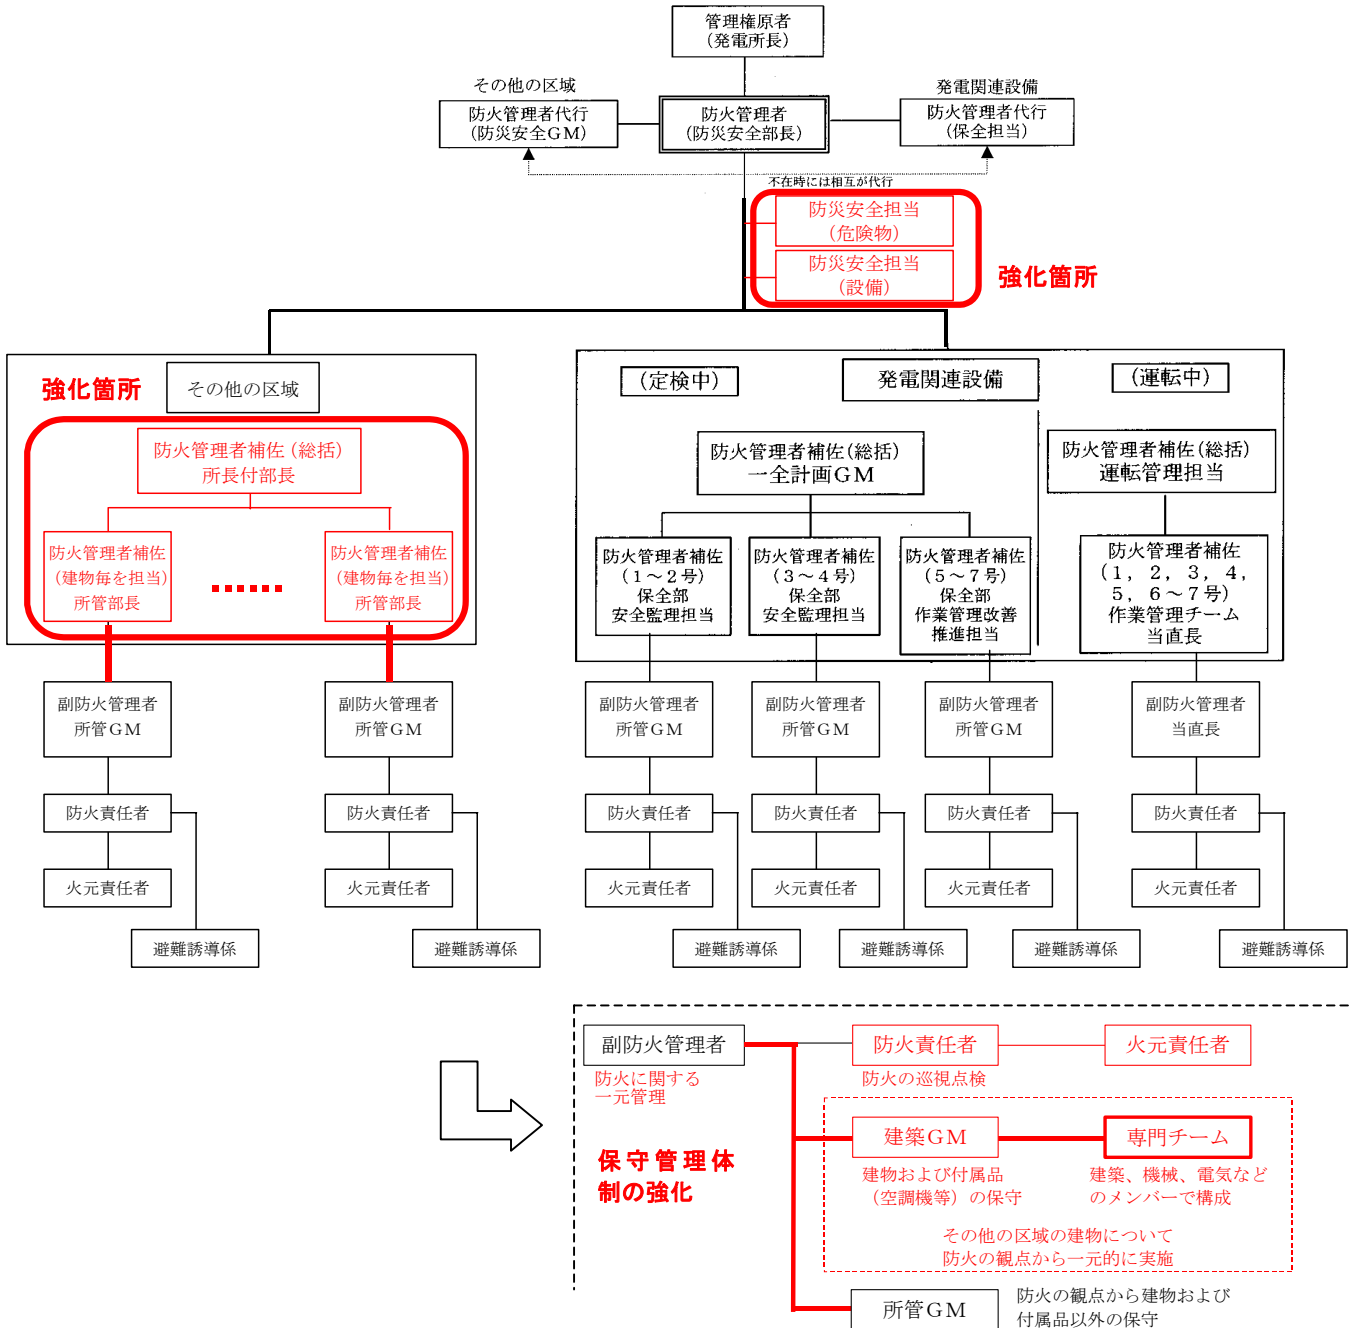 管理権原者
(発電所長)
その他の区域
発電関連設備
防火管理者代行
(防災安全GM)
防火管理者
(防災安全部長)
防火管理者代行
(保全担当)
不在時には相互が代行
防災安全担当
(危険物)
防災安全担当
(設備)
強化箇所
強化箇所
その他の区域
(定検中)
発電関連設備
(運転中)
防火管理者補佐(総括)
所長付部長
防火管理者補佐(総括)
一全計画GM
防火管理者補佐(総括)
運転管理担当
防火管理者補佐
(建物毎を担当)
所管部長
防火管理者補佐
(建物毎を担当)
所管部長
防火管理者補佐
(1~2号)
保全部
安全監理担当
防火管理者補佐
(3~4号)
保全部
安全監理担当
防火管理者補佐
(5~7号)
保全部
作業管理改善
推進担当
防火管理者補佐
(1, 2, 3, 4,
5, 6~7号)
作業管理チーム
当直長
副防火管理者
所管GM
副防火管理者
所管GM
副防火管理者
所管GM
副防火管理者
所管GM
副防火管理者
所管GM
副防火管理者
当直長
防火責任者
防火責任者
防火責任者
防火責任者
防火責任者
防火責任者
火元責任者
火元責任者
火元責任者
火元責任者
火元責任者
火元責任者
避難誘導係
避難誘導係
避難誘導係
避難誘導係
避難誘導係
避難誘導係
副防火管理者
防火責任者
火元責任者
防火に関する
一元管理
防火の巡視点検
建築GM
専門チーム
保守管理体
制の強化
建物および付属品
(空調機等)の保守
建築、機械、電気など
のメンバーで構成
その他の区域の建物について
防火の観点から一元的に実施
所管GM
防火の観点から建物および
付属品以外の保守